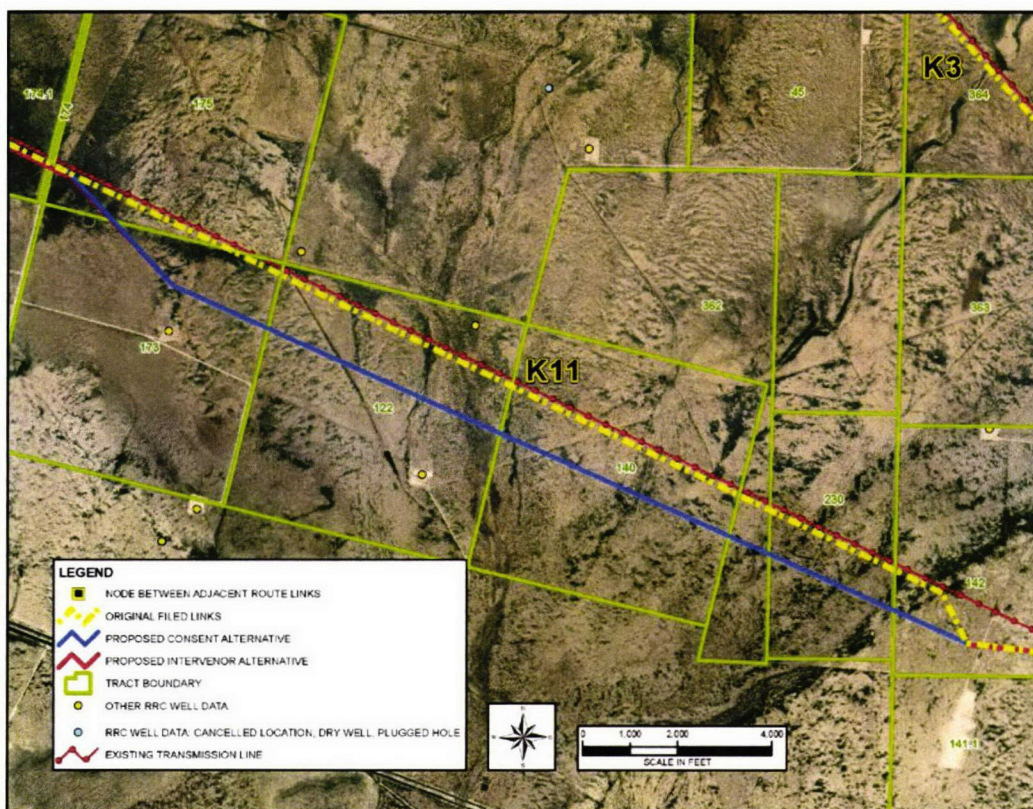 K3
364
45
174.1
174
175
362
363
173
K11
122
140
230
142
141.1
LEGEND
NODE BETWEEN ADJACENT ROUTE LINKS
ORIGINAL FILED LINKS
PROPOSED CONSENT ALTERNATIVE
PROPOSED INTERVENOR ALTERNATIVE
TRACT BOUNDARY
OTHER RRC WELL DATA
RRC WELL DATA: CANCELLED LOCATION, DRY WELL, PLUGGED HOLE
EXISTING TRANSMISSION LINE
N
W E
S
0 1,000 2,000 4,000
SCALE IN FEET